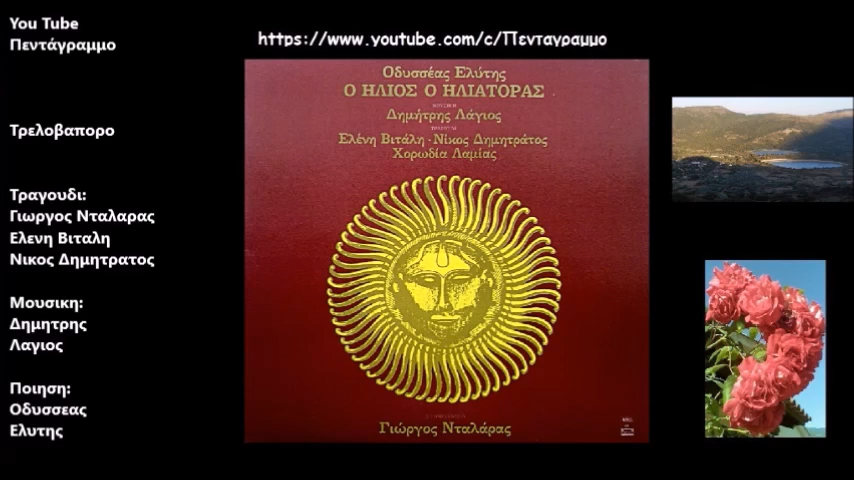 You Tube
Πεντάγραμμο
https://www.youtube.com/c/Πενταγραμμο
Τρελοβαπορο
Τραγουδι:
Γιωργος Νταλαρας
Ελενη Βιταλη
Νικος Δημητρατος
Μουσικη:
Δημητρης
Λαγιος
Ποιηση:
Οδυσσεας
Ελυτης
Οδυσσέας Ελύτης
Ο ΗΛΙΟΣ Ο ΗΛΙΑΤΟΡΑΣ
Δημήτρης Λάγιος
Ελένη Βιτάλη · Νίκος Δημητράτος
Χορωδία Λαμίας
Γιώργος Νταλάρας